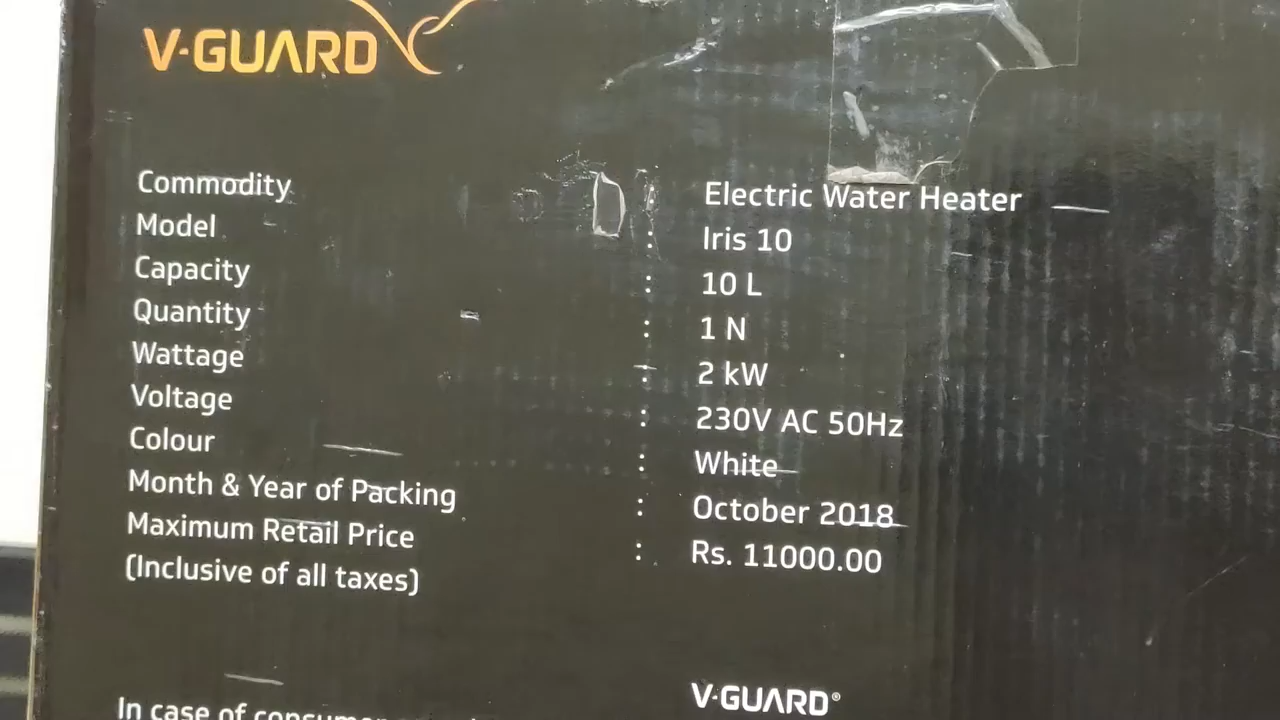 V-GUARD
Commodity : Electric Water Heater
Model : Iris 10
Capacity : 10 L
Quantity : 1 N
Wattage : 2 kW
Voltage : 230V AC 50Hz
Colour : White
Month & Year of Packing : October 2018
Maximum Retail Price : Rs. 11000.00
(Inclusive of all taxes)
In case of
V-GUARD®